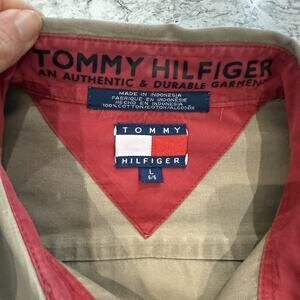 TOMMY HILFIGER
AN AUTHENTIC & DURABLE GARMEN
MADE IN INDONESIA
FABRIQUE EN INDONESIE
HECHO EN INDONESIA
100% COTTON/COTON/ALGODON
TOMMY
HILFIGER
L